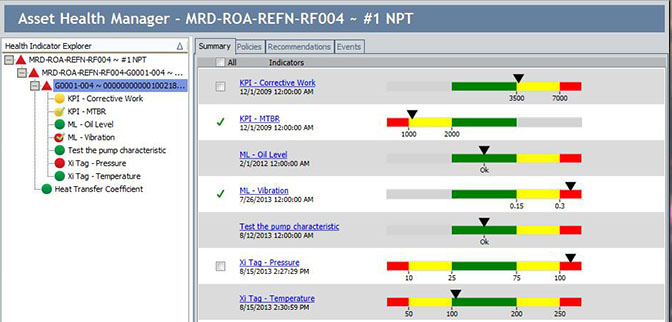 Asset Health Manager - MRD-ROA-REFN-RF004 ~ #1 NPT
Health Indicator Explorer
MRD-ROA-REFN-RF004 ~ #1 NPT
MRD-ROA-REFN-RF004-G0001-004 ~ ...
G0001-004 ~ 00000000000100218...
KPI - Corrective Work
KPI - MTBR
ML - Oil Level
ML - Vibration
Test the pump characteristic
Xi Tag - Pressure
Xi Tag - Temperature
Heat Transfer Coefficient
Summary Policies Recommendations Events
All Indicators
KPI - Corrective Work
12/1/2009 12:00:00 AM
3500 7000
KPI - MTBR
12/1/2009 12:00:00 AM
1000 2000
ML - Oil Level
2/1/2012 12:00:00 AM
Ok
ML - Vibration
7/26/2013 12:00:00 AM
0.15 0.3
Test the pump characteristic
8/12/2013 12:00:00 AM
Ok
Xi Tag - Pressure
8/15/2013 2:27:29 PM
10 25 75 100
Xi Tag - Temperature
8/15/2013 2:30:59 PM
50 100 200 250